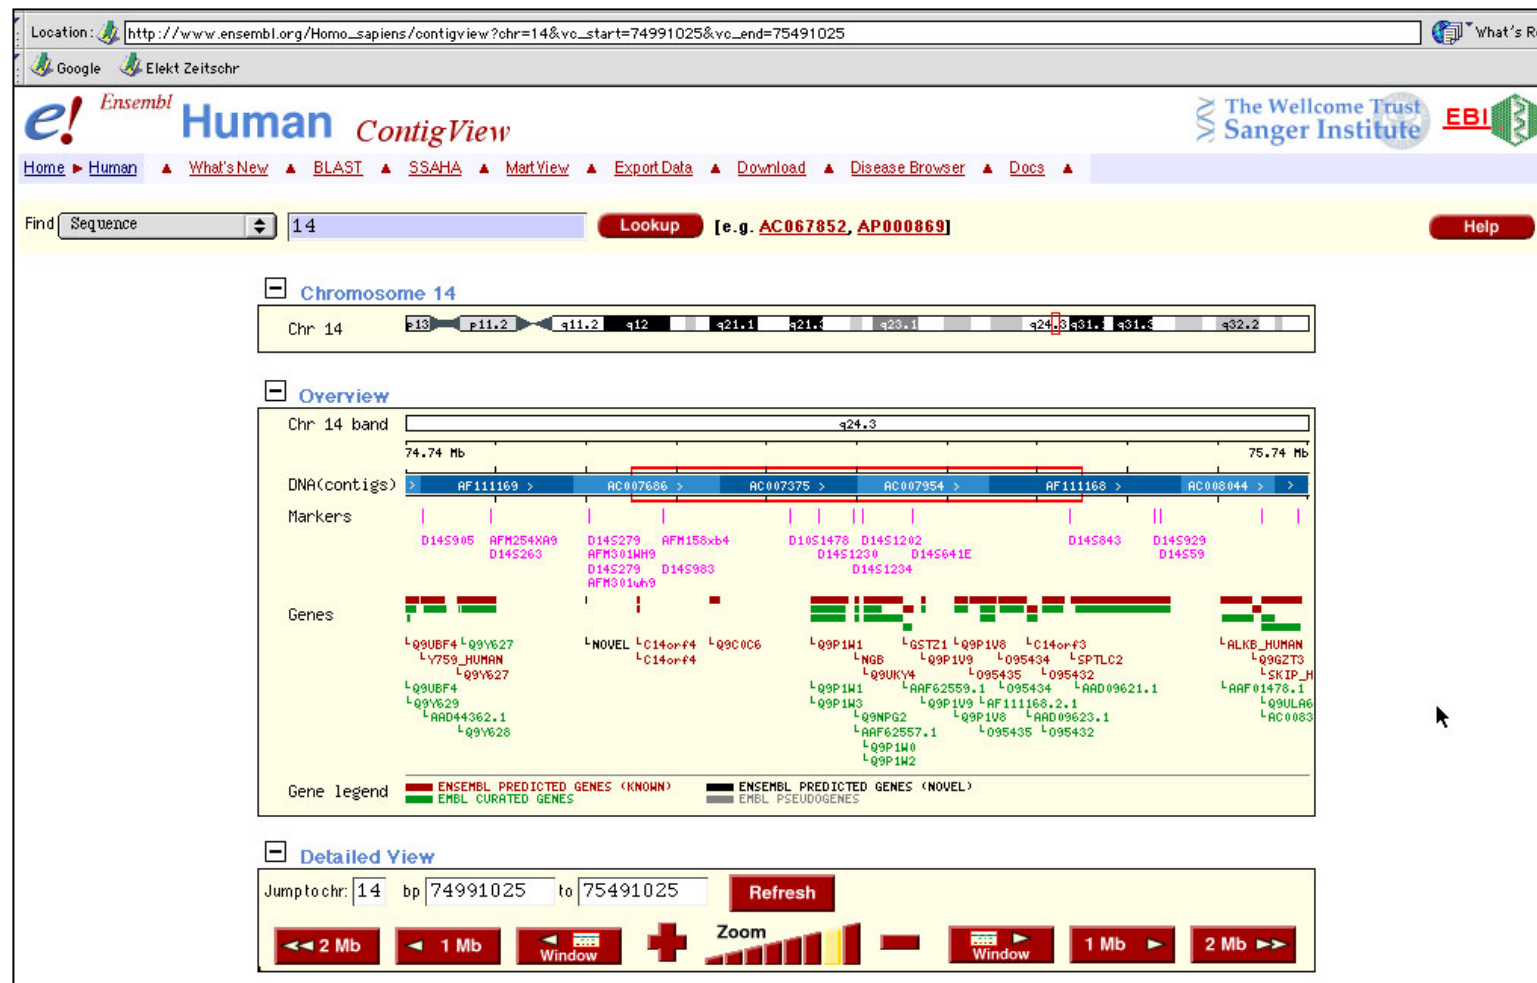 Location: http://www.ensembl.org/Homo_sapiens/contigview?chr=14&vc_start=74991025&vc_end=75491025 What's R
Google Elekt Zeitschr
e! Ensembl Human ContigView The Wellcome Trust Sanger Institute EBI
Home Human What's New BLAST SSAHA MartView Export Data Download Disease Browser Docs
Find Sequence 14 Lookup [e.g. AC067852, AP000869] Help
Chromosome 14
Chr 14 p13 p11.2 q11.2 q12 q21.1 q21.3 q23.1 q24.3 q31.1 q31.3 q32.2
Overview
Chr 14 band q24.3
74.74 Mb 75.74 Mb
DNA(contigs) > AF111169 > AC007686 > AC007375 > AC007954 > AF111168 > AC008044 > >
Markers
D14S905 AFM254XA9 D14S279 AFM158xb4 D10S1478 D14S1202 D14S843 D14S929
D14S263 AFM301WH9 D14S1230 D14S641E D14S59
D14S279 D14S983 D14S1234
AFM301wh9
Genes
Q9UBF4 Q9Y627 NOVEL C14orf4 Q9C0C6 Q9P1W1 GSTZ1 Q9P1V8 C14orf3 ALKB_HUMAN
Y759_HUMAN C14orf4 NGB Q9P1V9 O95434 SPTLC2 Q9GZT3
Q9Y627 Q9UKY4 O95435 O95432 SKIP_H
Q9UBF4 Q9P1W1 AAF62559.1 O95434 AAD09621.1 AAF01478.1
Q9Y629 Q9P1W3 Q9P1V9 AF111168.2.1 Q9ULA6
AAD44362.1 Q9NPG2 Q9P1V8 AAD09623.1 AC0083
Q9Y628 AAF62557.1 O95435 O95432
Q9P1W0
Q9P1W2
Gene legend ENSEMBL PREDICTED GENES (KNOWN) ENSEMBL PREDICTED GENES (NOVEL)
EMBL CURATED GENES EMBL PSEUDOGENES
Detailed View
Jump to chr: 14 bp 74991025 to 75491025 Refresh
2 Mb 1 Mb Window Zoom Window 1 Mb 2 Mb